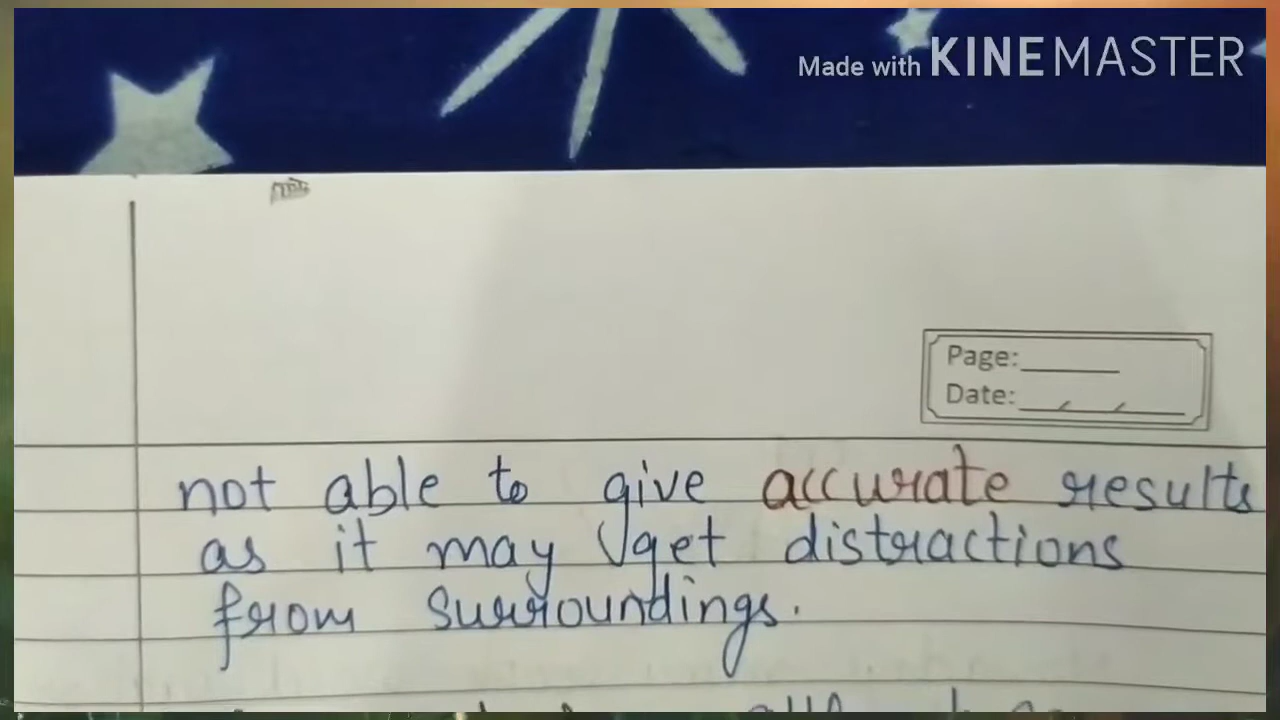 Made with KINEMASTER
Page:
Date:
not able to give accurate results
as it may get distractions
from surroundings.